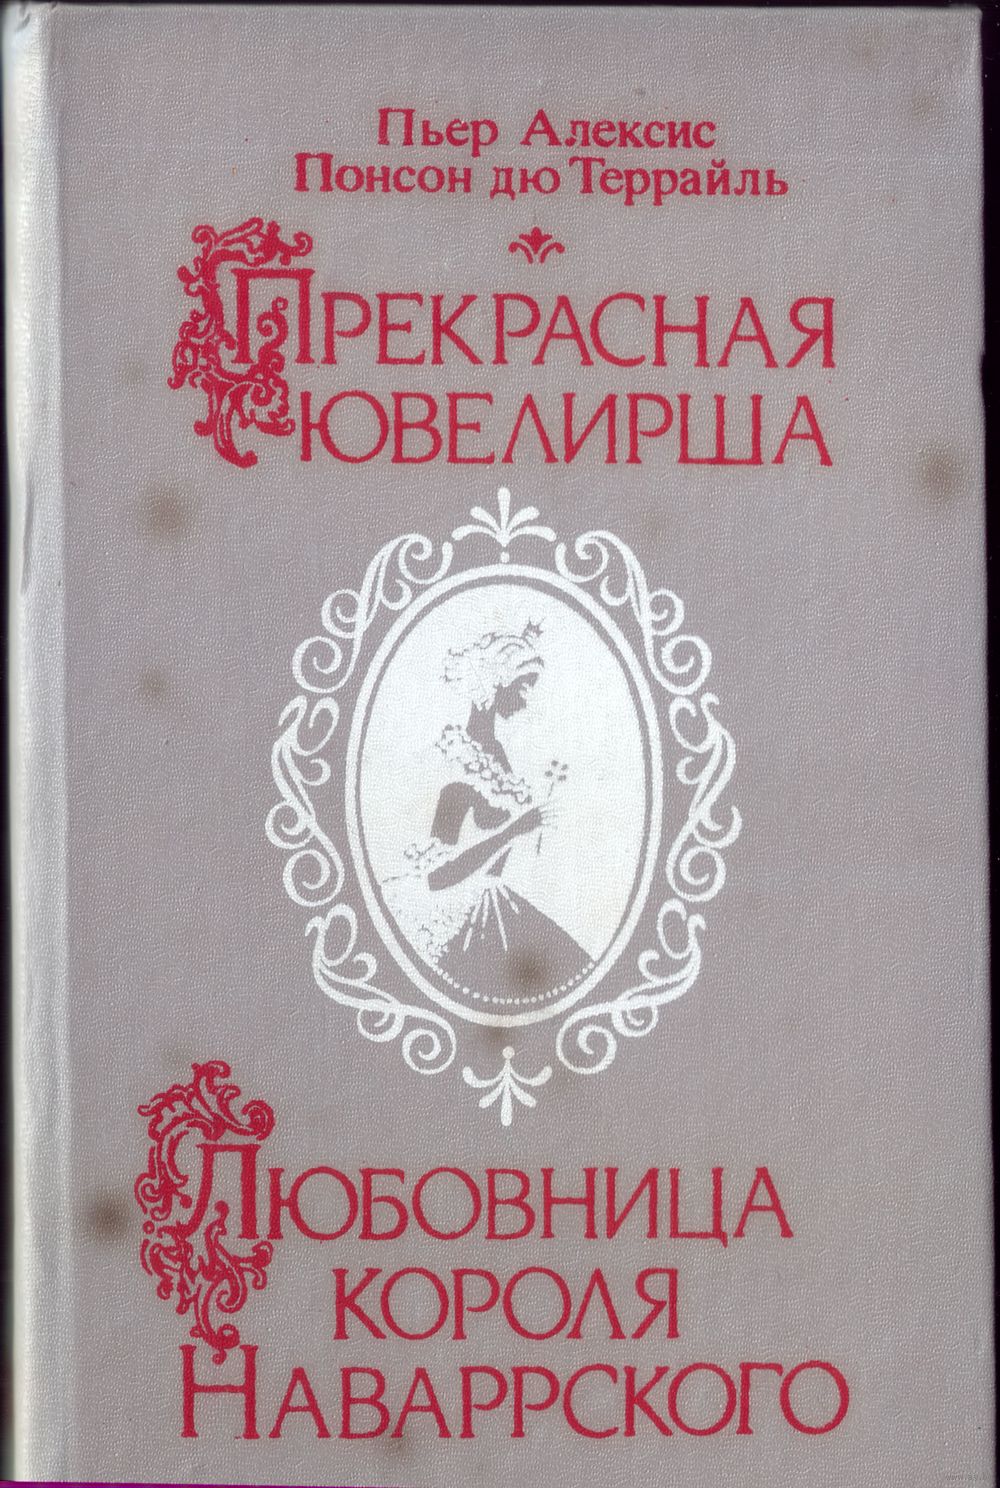 Пьер Алексис
Понсон дю Террайль
ПРЕКРАСНАЯ
ЮВЕЛИРША
ЛЮБОВНИЦА
КОРОЛЯ
НАВАРРСКОГО